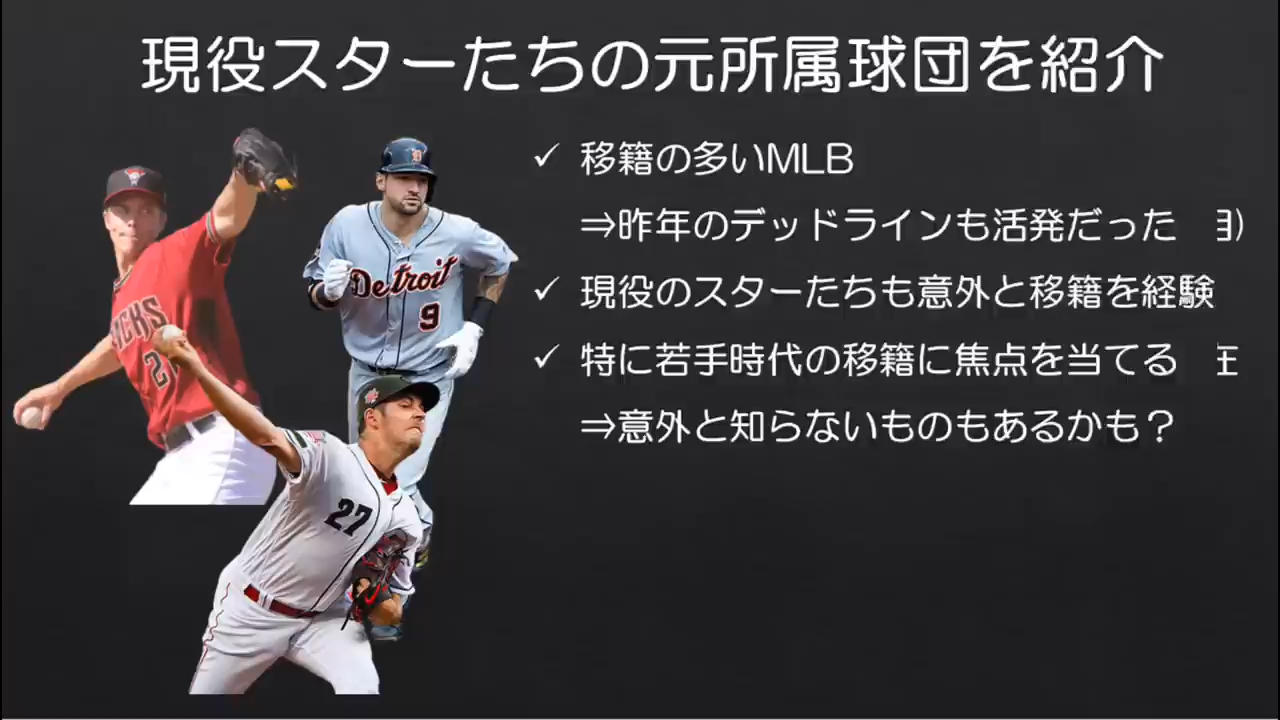 現役スターたちの元所属球団を紹介
✓ 移籍の多いMLB
⇒昨年のデッドラインも活発だった
✓ 現役のスターたちも意外と移籍を経験
✓ 特に若手時代の移籍に焦点を当てる
⇒意外と知らないものもあるかも？
Detroit
9
27